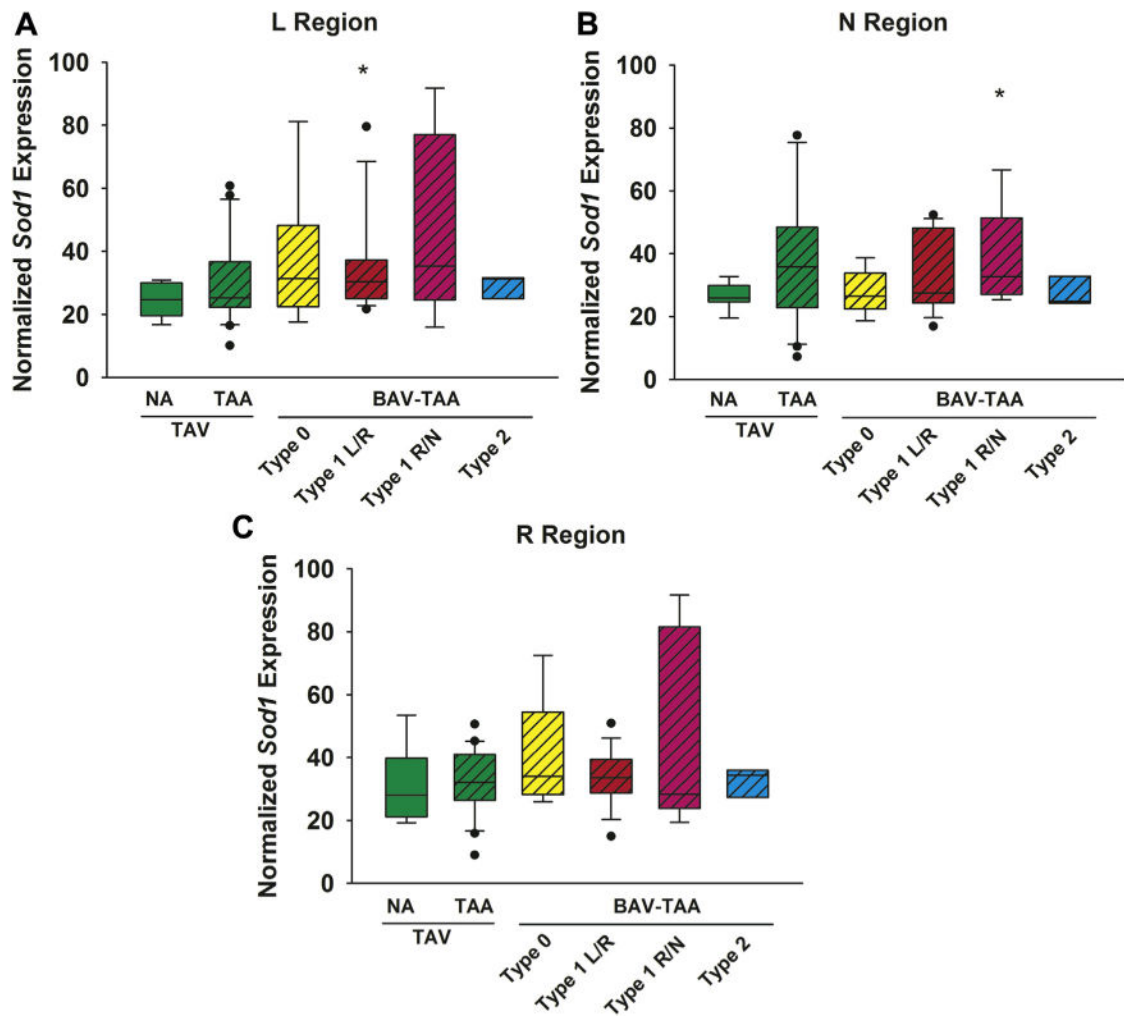 A
L Region
Normalized Sod1 Expression
100
80
60
40
20
0
*
NA
TAA
BAV-TAA
TAV
Type 0
Type 1 L/R
Type 1 R/N
Type 2
B
N Region
Normalized Sod1 Expression
100
80
60
40
20
0
*
NA
TAA
BAV-TAA
TAV
Type 0
Type 1 L/R
Type 1 R/N
Type 2
C
R Region
Normalized Sod1 Expression
100
80
60
40
20
0
NA
TAA
BAV-TAA
TAV
Type 0
Type 1 L/R
Type 1 R/N
Type 2